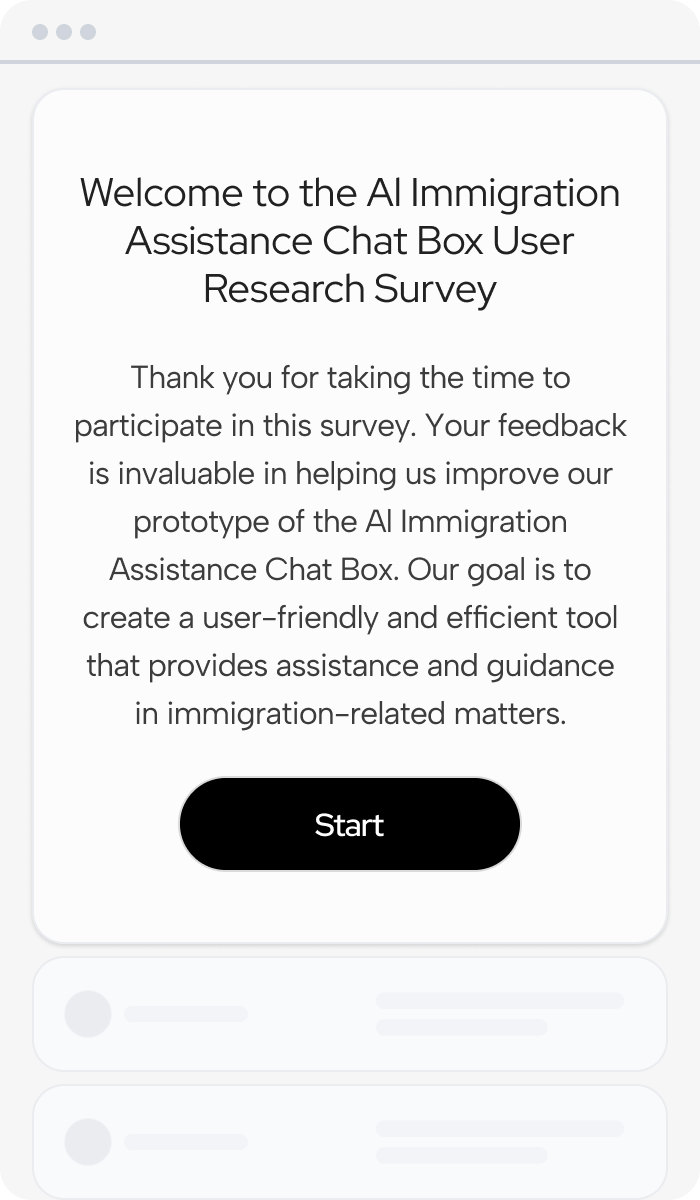 Welcome to the AI Immigration
Assistance Chat Box User
Research Survey
Thank you for taking the time to
participate in this survey. Your feedback
is invaluable in helping us improve our
prototype of the AI Immigration
Assistance Chat Box. Our goal is to
create a user-friendly and efficient tool
that provides assistance and guidance
in immigration-related matters.
Start